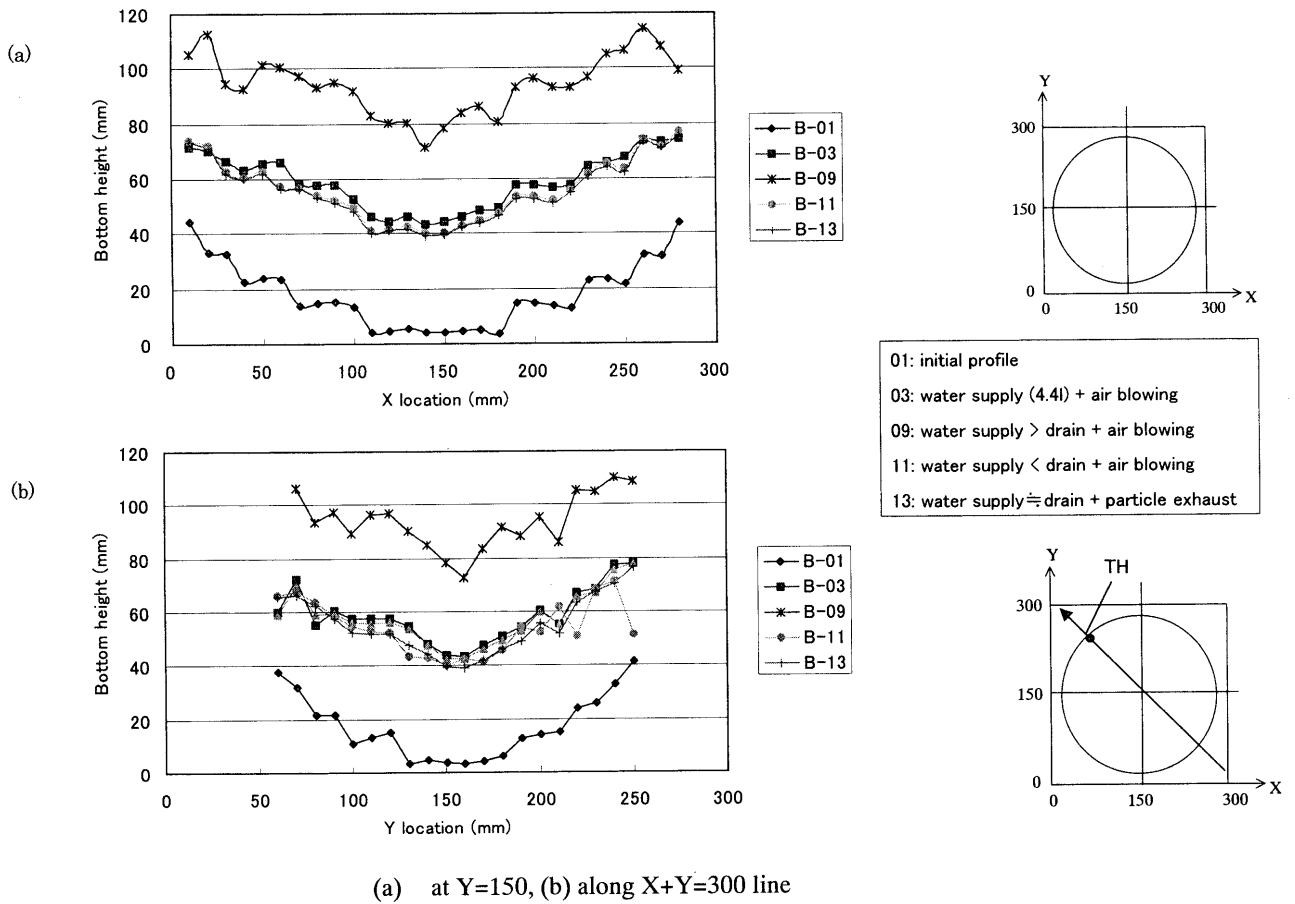 (a)
Bottom height (mm)
120
100
80
60
40
20
0
0 50 100 150 200 250 300
X location (mm)
B-01
B-03
B-09
B-11
B-13
Y
300
150
0
0 150 300
X
01: initial profile
03: water supply (4.4l) + air blowing
09: water supply > drain + air blowing
11: water supply < drain + air blowing
13: water supply ≒ drain + particle exhaust
(b)
Bottom height (mm)
120
100
80
60
40
20
0
0 50 100 150 200 250 300
Y location (mm)
B-01
B-03
B-09
B-11
B-13
Y
TH
300
150
0
0 150 300
X
(a) at Y=150, (b) along X+Y=300 line